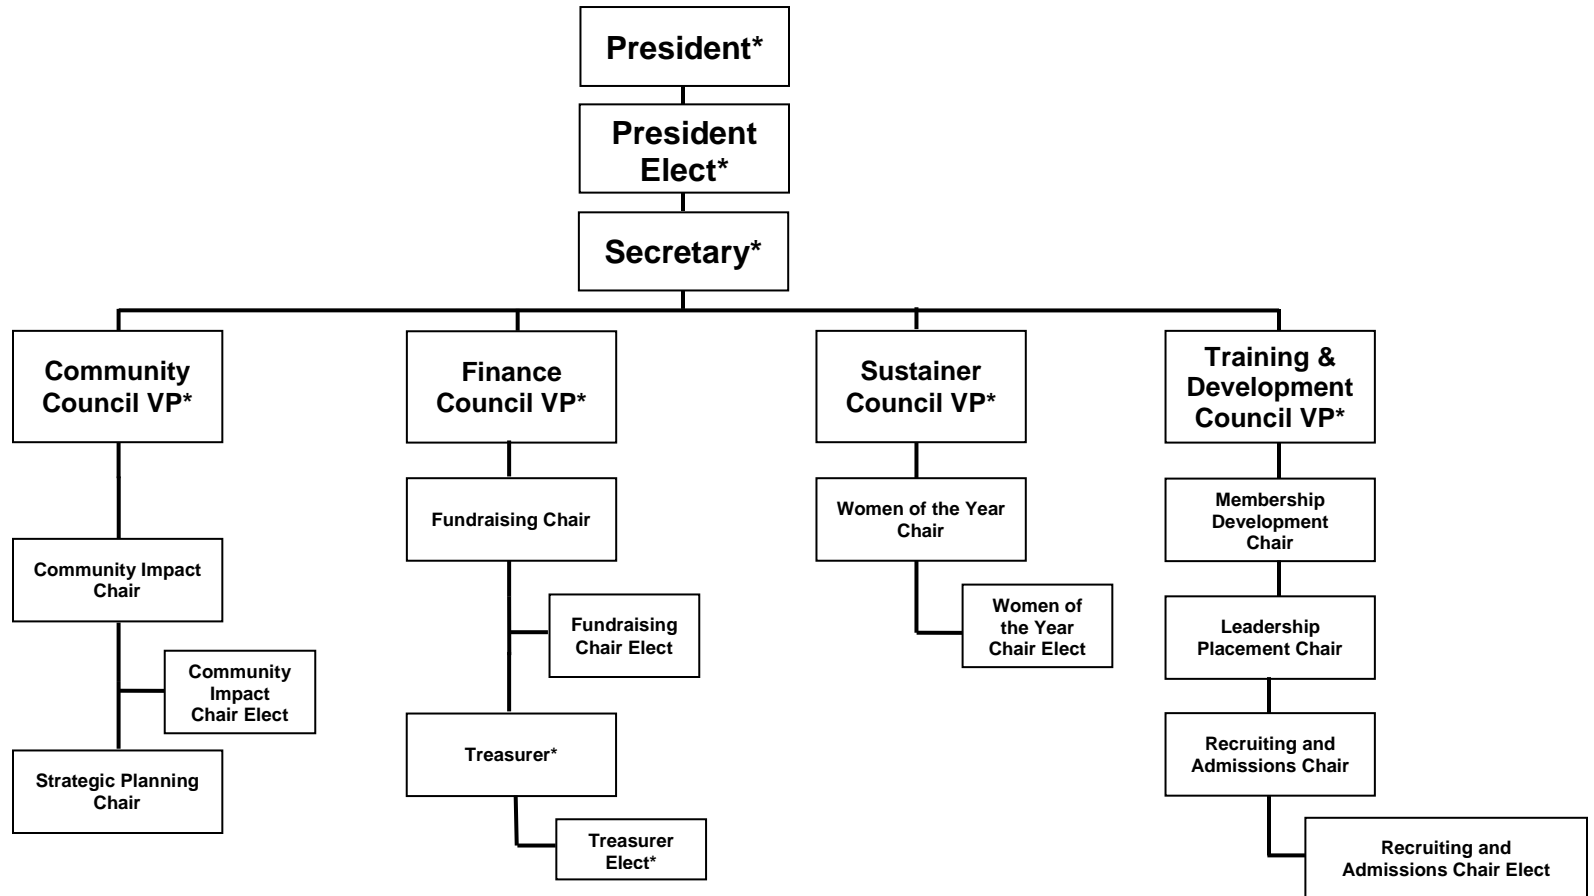 President*
President
Elect*
Secretary*
Community
Council VP*
Finance
Council VP*
Sustainer
Council VP*
Training &
Development
Council VP*
Community Impact
Chair
Community
Impact
Chair Elect
Strategic Planning
Chair
Fundraising Chair
Fundraising
Chair Elect
Treasurer*
Treasurer
Elect*
Women of the Year
Chair
Women of
the Year
Chair Elect
Membership
Development
Chair
Leadership
Placement Chair
Recruiting and
Admissions Chair
Recruiting and
Admissions Chair Elect